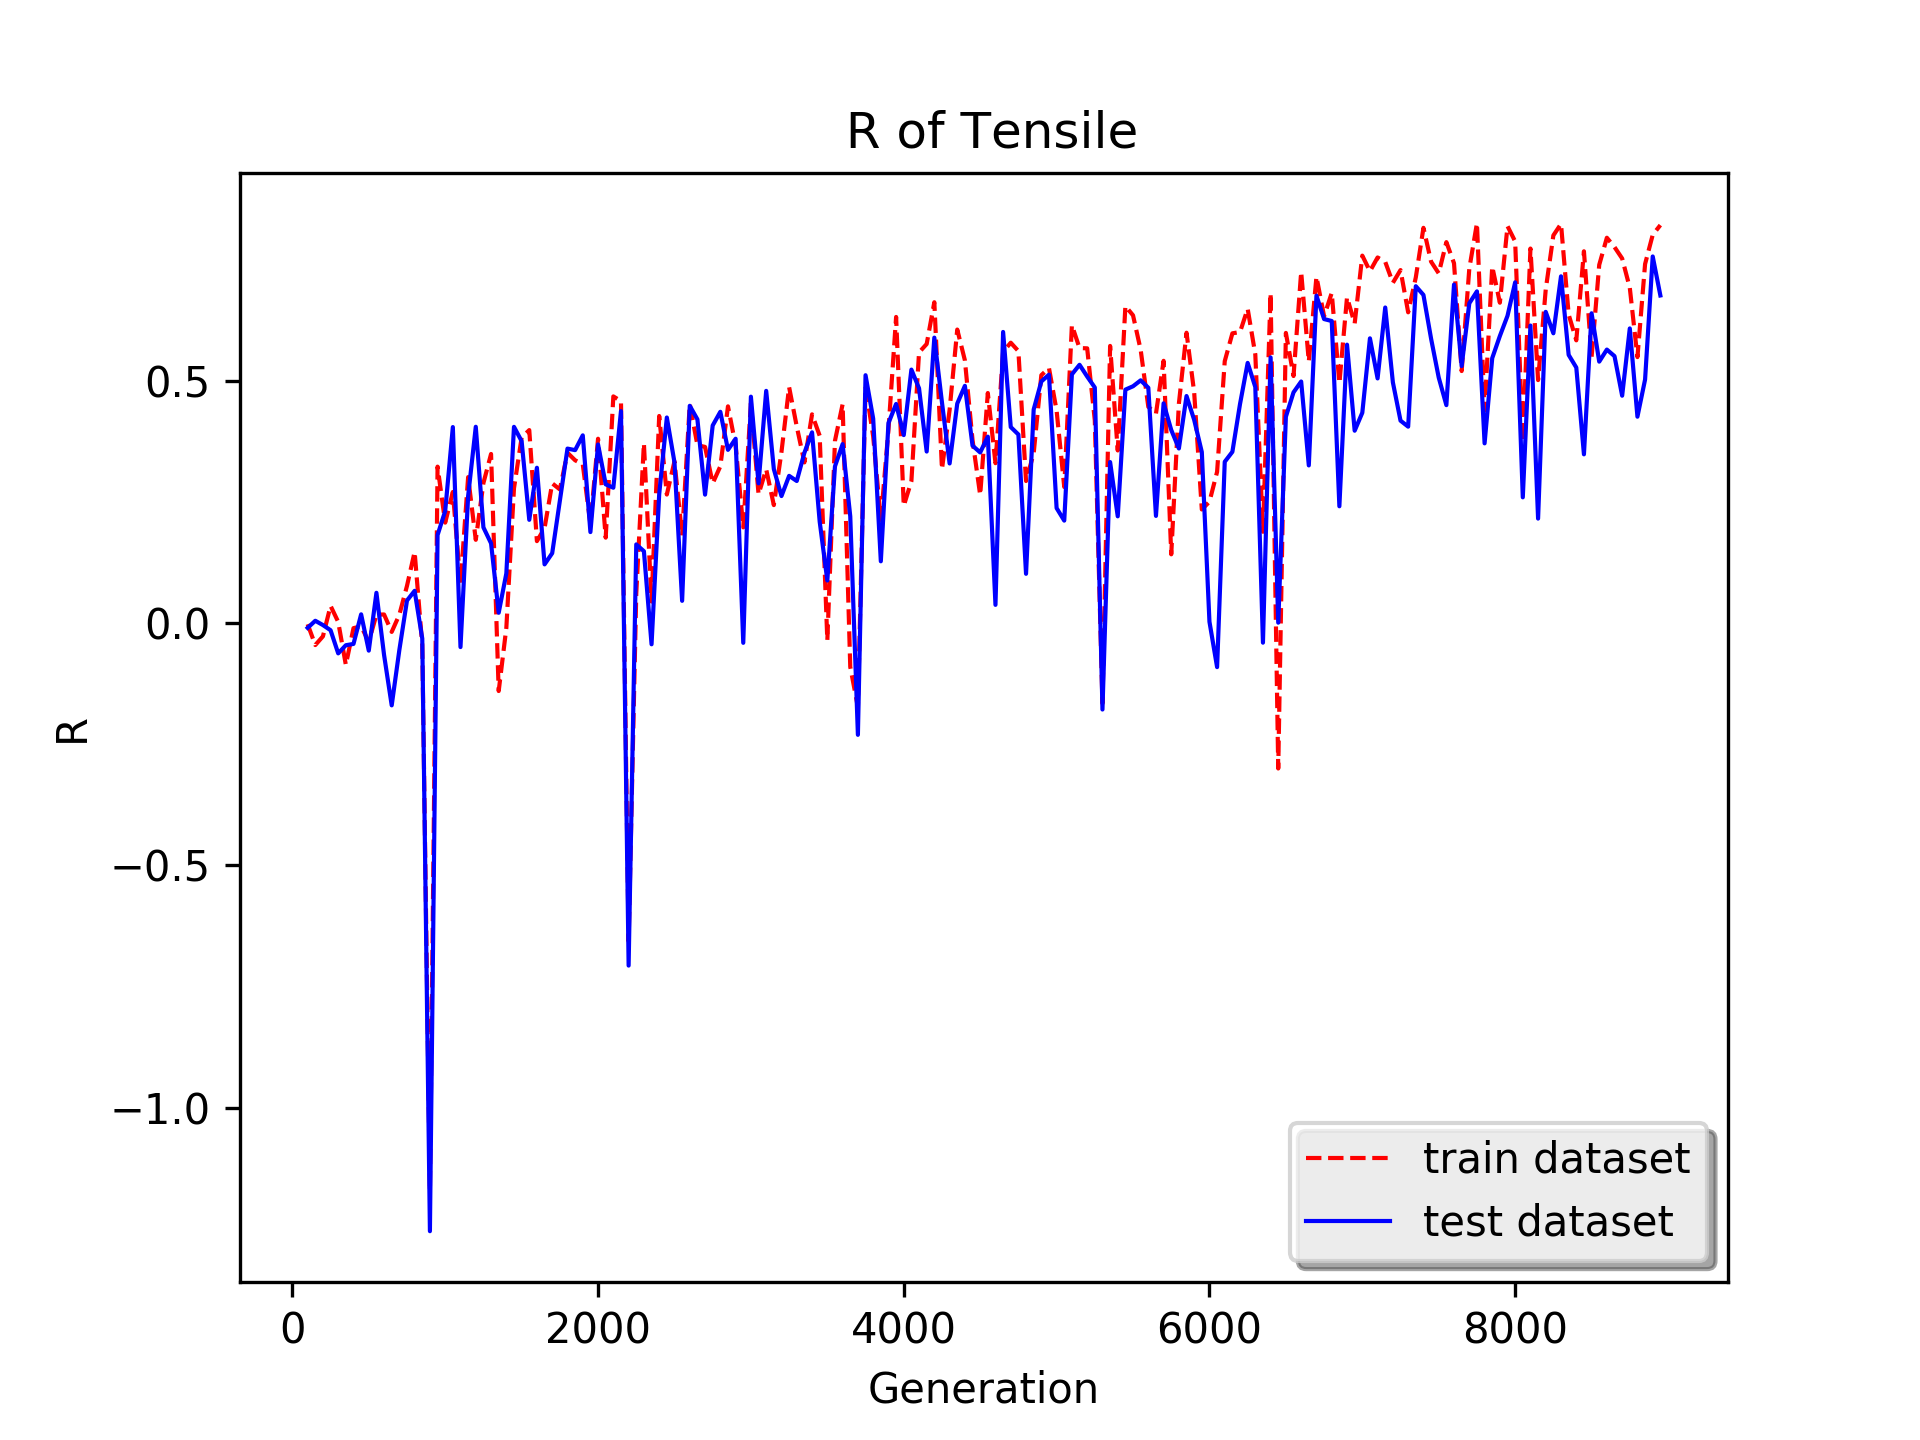 R of Tensile
R
0.5
0.0
−0.5
−1.0
0 2000 4000 6000 8000
Generation
train dataset
test dataset